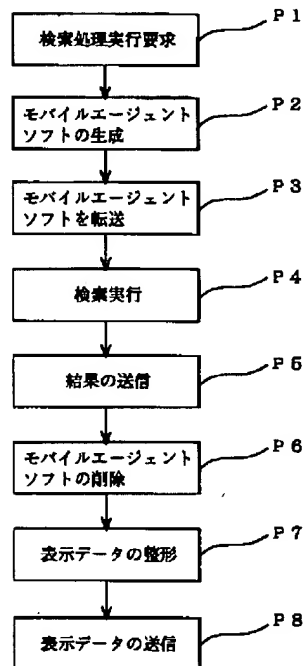 検索処理実行要求
P1
モバイルエージェント
ソフトの生成
P2
モバイルエージェント
ソフトを転送
P3
検索実行
P4
結果の送信
P5
モバイルエージェント
ソフトの削除
P6
表示データの整形
P7
表示データの送信
P8